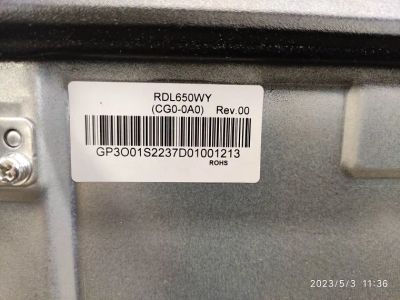 RDL650WY
(CG0-0A0) Rev.00
GP3O01S2237D01001213
ROHS
2023/5/3 11:36